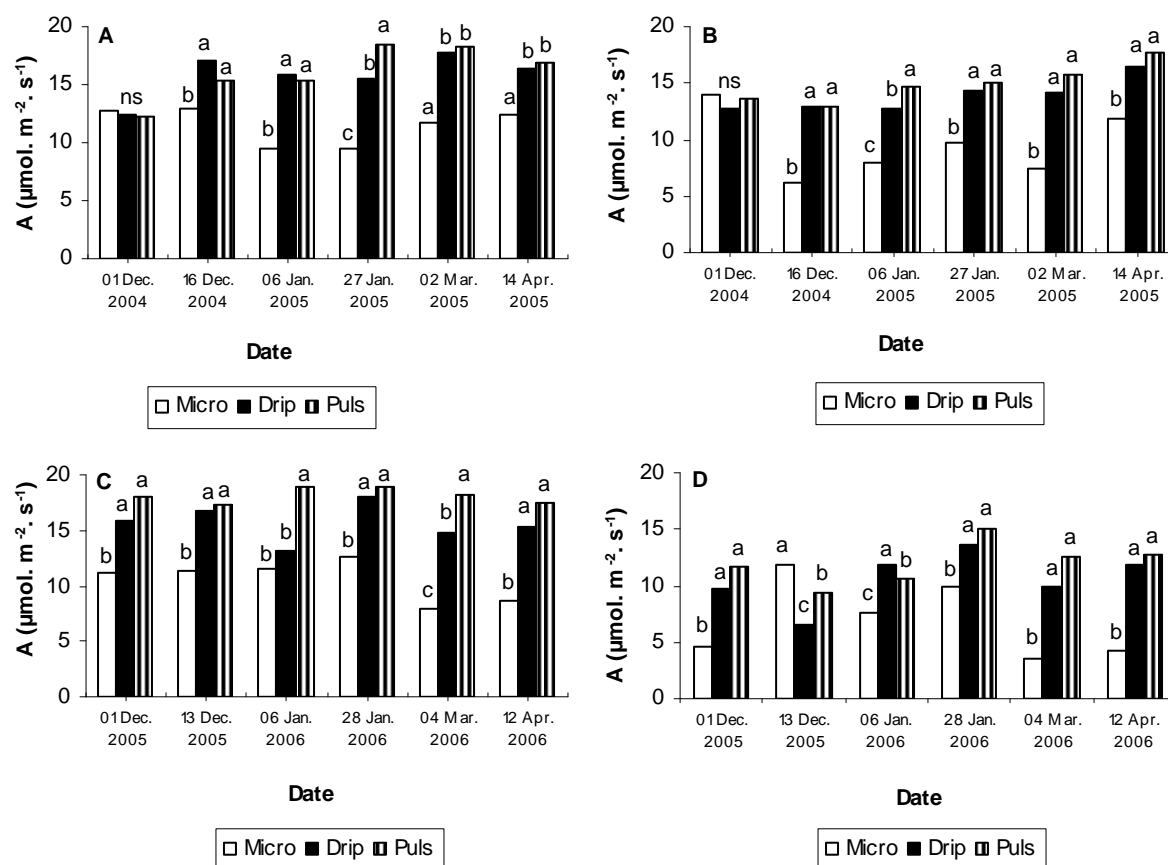 A
A (µmol. m⁻². s⁻¹)
20
15
10
5
0
ns
b a a
b a a
c b a
a b b
a b b
01 Dec. 16 Dec. 06 Jan. 27 Jan. 02 Mar. 14 Apr.
2004 2004 2005 2005 2005 2005
Date
Micro Drip Puls
B
A (µmol. m⁻². s⁻¹)
20
15
10
5
0
ns
b a a
c b a
b a a
b a a
b a a
01 Dec. 16 Dec. 06 Jan. 27 Jan. 02 Mar. 14 Apr.
2004 2004 2005 2005 2005 2005
Date
Micro Drip Puls
C
A (µmol. m⁻². s⁻¹)
20
15
10
5
0
b a a
b a a
b b a
b a a
c b a
b a a
01 Dec. 13 Dec. 06 Jan. 28 Jan. 04 Mar. 12 Apr.
2005 2005 2006 2006 2006 2006
Date
Micro Drip Puls
D
A (µmol. m⁻². s⁻¹)
20
15
10
5
0
b a a
a c b
c a b
b a a
b a a
b a a
01 Dec. 13 Dec. 06 Jan. 28 Jan. 04 Mar. 12 Apr.
2005 2005 2006 2006 2006 2006
Date
Micro Drip Puls